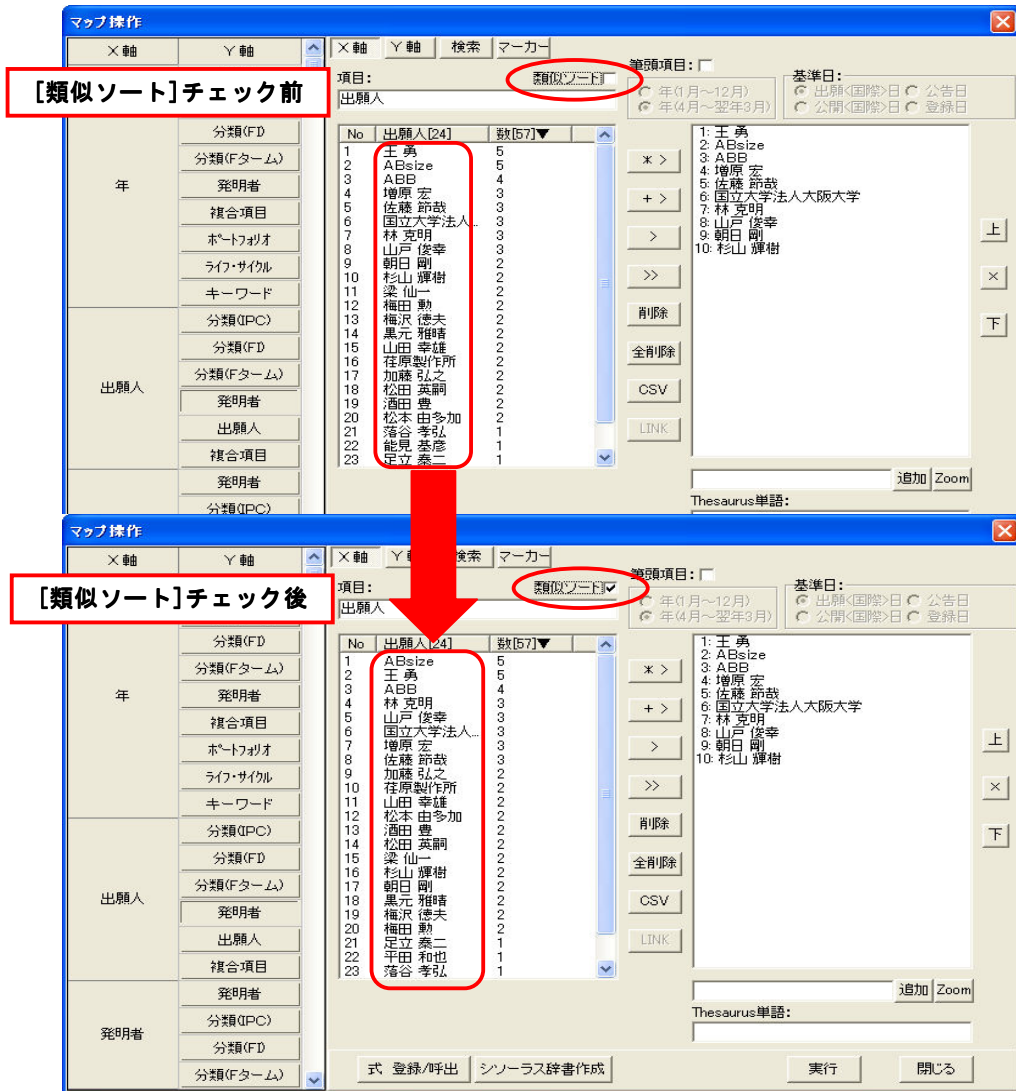 マップ操作
X軸 Y軸
X軸 Y軸 検索 マーカー
[類似ソート]チェック前
項目: 類似ソート
出願人
筆頭項目:
年(1月～12月)
年(4月～翌年3月)
基準日:
出願<国際>日 公告日
公開<国際>日 登録日
年
分類(FI)
分類(Fターム)
発明者
複合項目
ポートフォリオ
ライフ・サイクル
キーワード
出願人
分類(IPC)
分類(FI)
分類(Fターム)
発明者
出願人
複合項目
発明者
分類(IPC)
No 出願人[24] 数[57]▼
1 王 勇 5
2 ABsize 5
3 ABB 4
4 増原 宏 3
5 佐藤 節哉 3
6 国立大学法人... 3
7 林 克明 3
8 山戸 俊幸 3
9 朝日 剛 2
10 杉山 輝樹 2
11 梁 仙一 2
12 梅田 勲 2
13 梅沢 徳夫 2
14 黒元 雅晴 2
15 山田 幸雄 2
16 荏原製作所 2
17 加藤 弘之 2
18 松田 英嗣 2
19 酒田 豊 2
20 松本 由多加 2
21 落谷 孝弘 1
22 能見 基彦 1
23 足立 泰二 1
* >
+ >
>
>>
削除
全削除
CSV
LINK
1: 王 勇
2: ABsize
3: ABB
4: 増原 宏
5: 佐藤 節哉
6: 国立大学法人大阪大学
7: 林 克明
8: 山戸 俊幸
9: 朝日 剛
10: 杉山 輝樹
上
×
下
追加 Zoom
Thesaurus単語:
マップ操作
X軸 Y軸
X軸 Y軸 検索 マーカー
[類似ソート]チェック後
項目: 類似ソート
出願人
筆頭項目:
年(1月～12月)
年(4月～翌年3月)
基準日:
出願<国際>日 公告日
公開<国際>日 登録日
年
分類(FI)
分類(Fターム)
発明者
複合項目
ポートフォリオ
ライフ・サイクル
キーワード
出願人
分類(IPC)
分類(FI)
分類(Fターム)
発明者
出願人
複合項目
発明者
発明者
分類(IPC)
分類(FI)
分類(Fターム)
No 出願人[24] 数[57]▼
1 ABsize 5
2 王 勇 5
3 ABB 4
4 林 克明 3
5 山戸 俊幸 3
6 国立大学法人... 3
7 増原 宏 3
8 佐藤 節哉 3
9 加藤 弘之 2
10 荏原製作所 2
11 山田 幸雄 2
12 松本 由多加 2
13 酒田 豊 2
14 松田 英嗣 2
15 梁 仙一 2
16 杉山 輝樹 2
17 朝日 剛 2
18 黒元 雅晴 2
19 梅沢 徳夫 2
20 梅田 勲 2
21 足立 泰二 1
22 平田 和也 1
23 落谷 孝弘 1
* >
+ >
>
>>
削除
全削除
CSV
LINK
1: 王 勇
2: ABsize
3: ABB
4: 増原 宏
5: 佐藤 節哉
6: 国立大学法人大阪大学
7: 林 克明
8: 山戸 俊幸
9: 朝日 剛
10: 杉山 輝樹
上
×
下
追加 Zoom
Thesaurus単語:
式 登録/呼出 シソーラス辞書作成 実行 閉じる